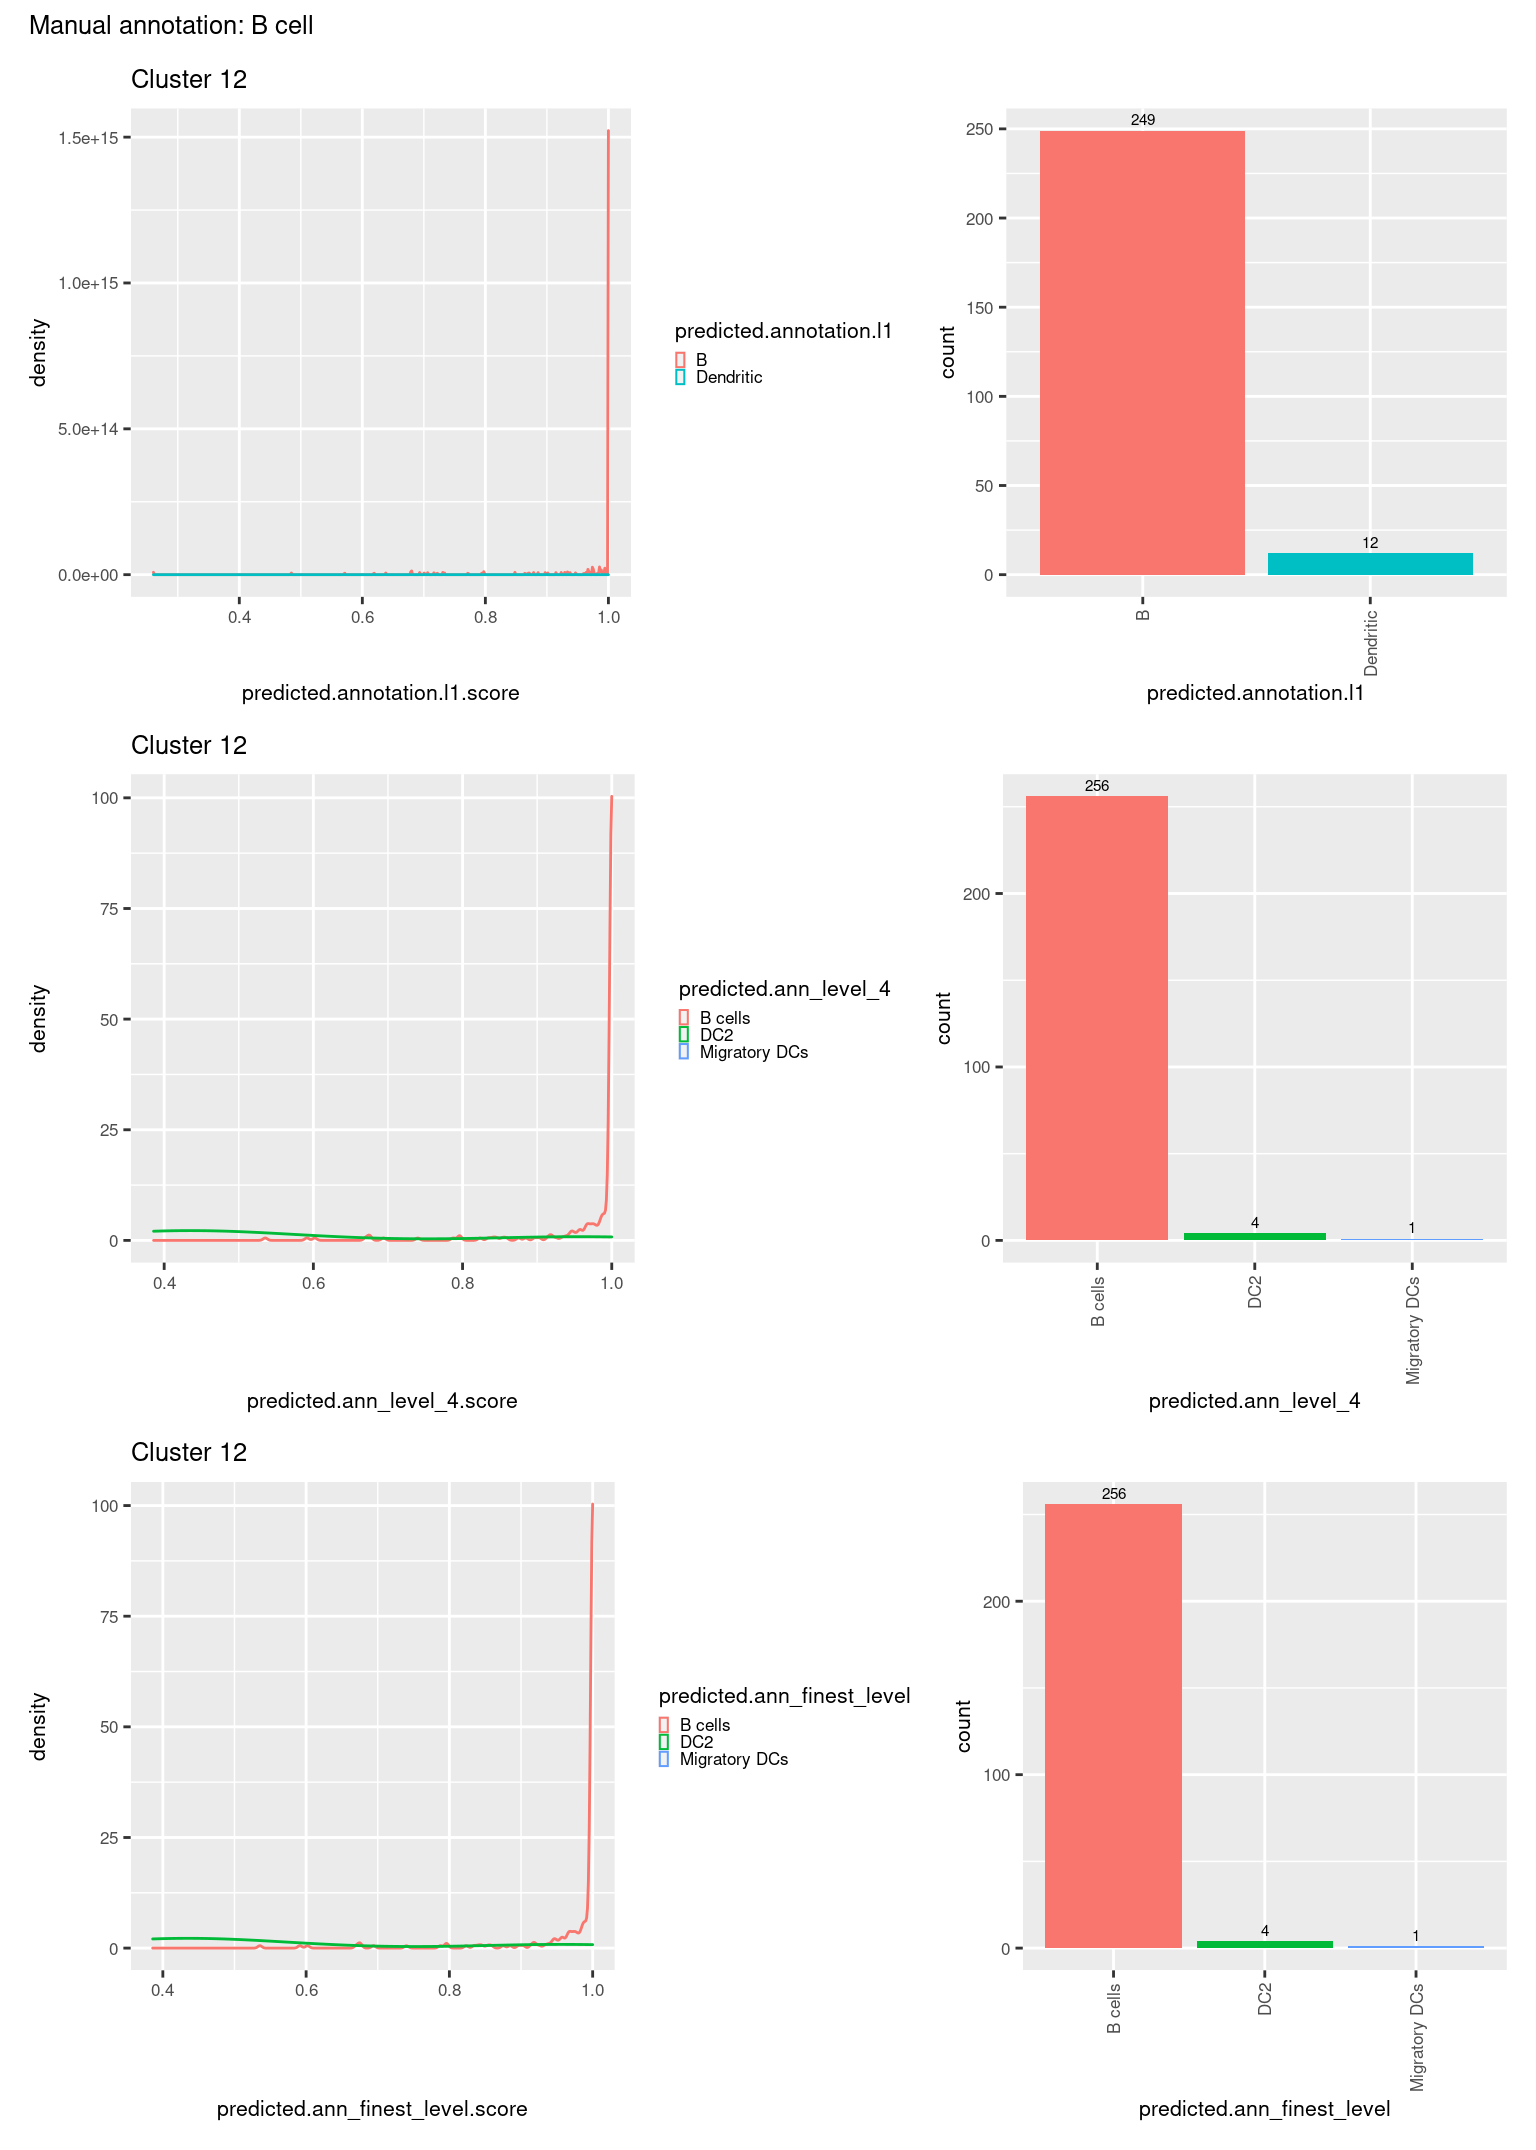 Manual annotation: B cell
Cluster 12
density
1.5e+15
1.0e+15
5.0e+14
0.0e+00
0.4 0.6 0.8 1.0
predicted.annotation.l1.score
predicted.annotation.l1
B
Dendritic
count
250
200
150
100
50
0
249
12
B
Dendritic
predicted.annotation.l1
Cluster 12
density
100
75
50
25
0
0.4 0.6 0.8 1.0
predicted.ann_level_4.score
predicted.ann_level_4
B cells
DC2
Migratory DCs
count
200
100
0
256
4
1
B cells
DC2
Migratory DCs
predicted.ann_level_4
Cluster 12
density
100
75
50
25
0
0.4 0.6 0.8 1.0
predicted.ann_finest_level.score
predicted.ann_finest_level
B cells
DC2
Migratory DCs
count
200
100
0
256
4
1
B cells
DC2
Migratory DCs
predicted.ann_finest_level